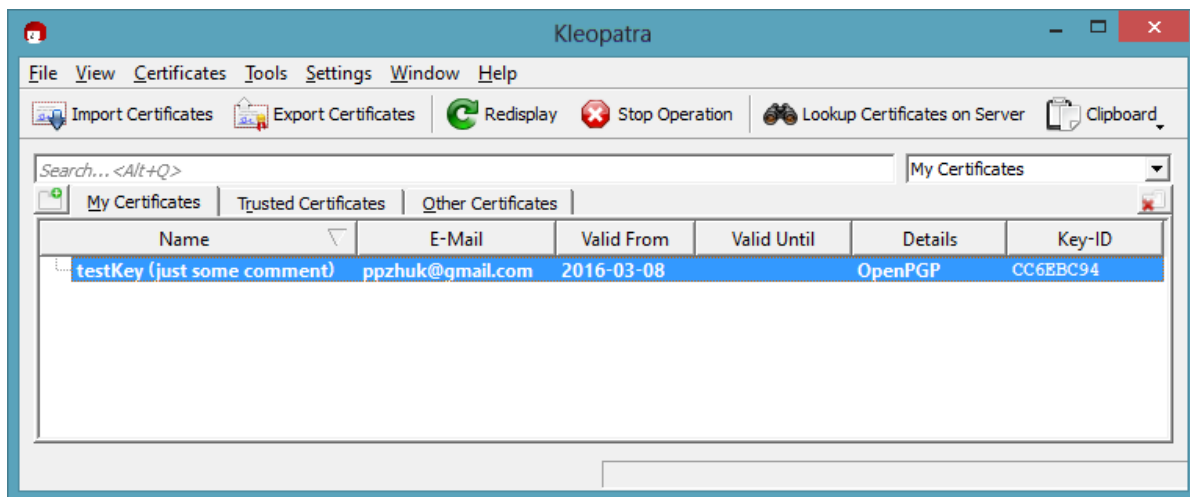 Kleopatra
File View Certificates Tools Settings Window Help
Import Certificates Export Certificates Redisplay Stop Operation Lookup Certificates on Server Clipboard
Search... <Alt+Q> My Certificates
My Certificates Trusted Certificates Other Certificates
Name E-Mail Valid From Valid Until Details Key-ID
testKey (just some comment) ppzhuk@gmail.com 2016-03-08 OpenPGP CC6EBC94